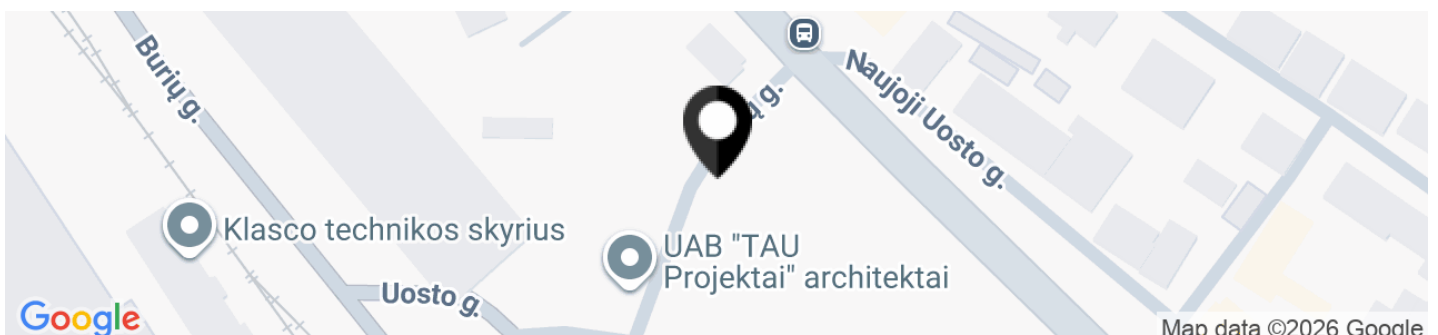 Burių g.
Naujoji Uosto g.
ų g.
Klasco technikos skyrius
UAB "TAU
Projektai" architektai
Uosto g.
Google
Map data ©2026 Google